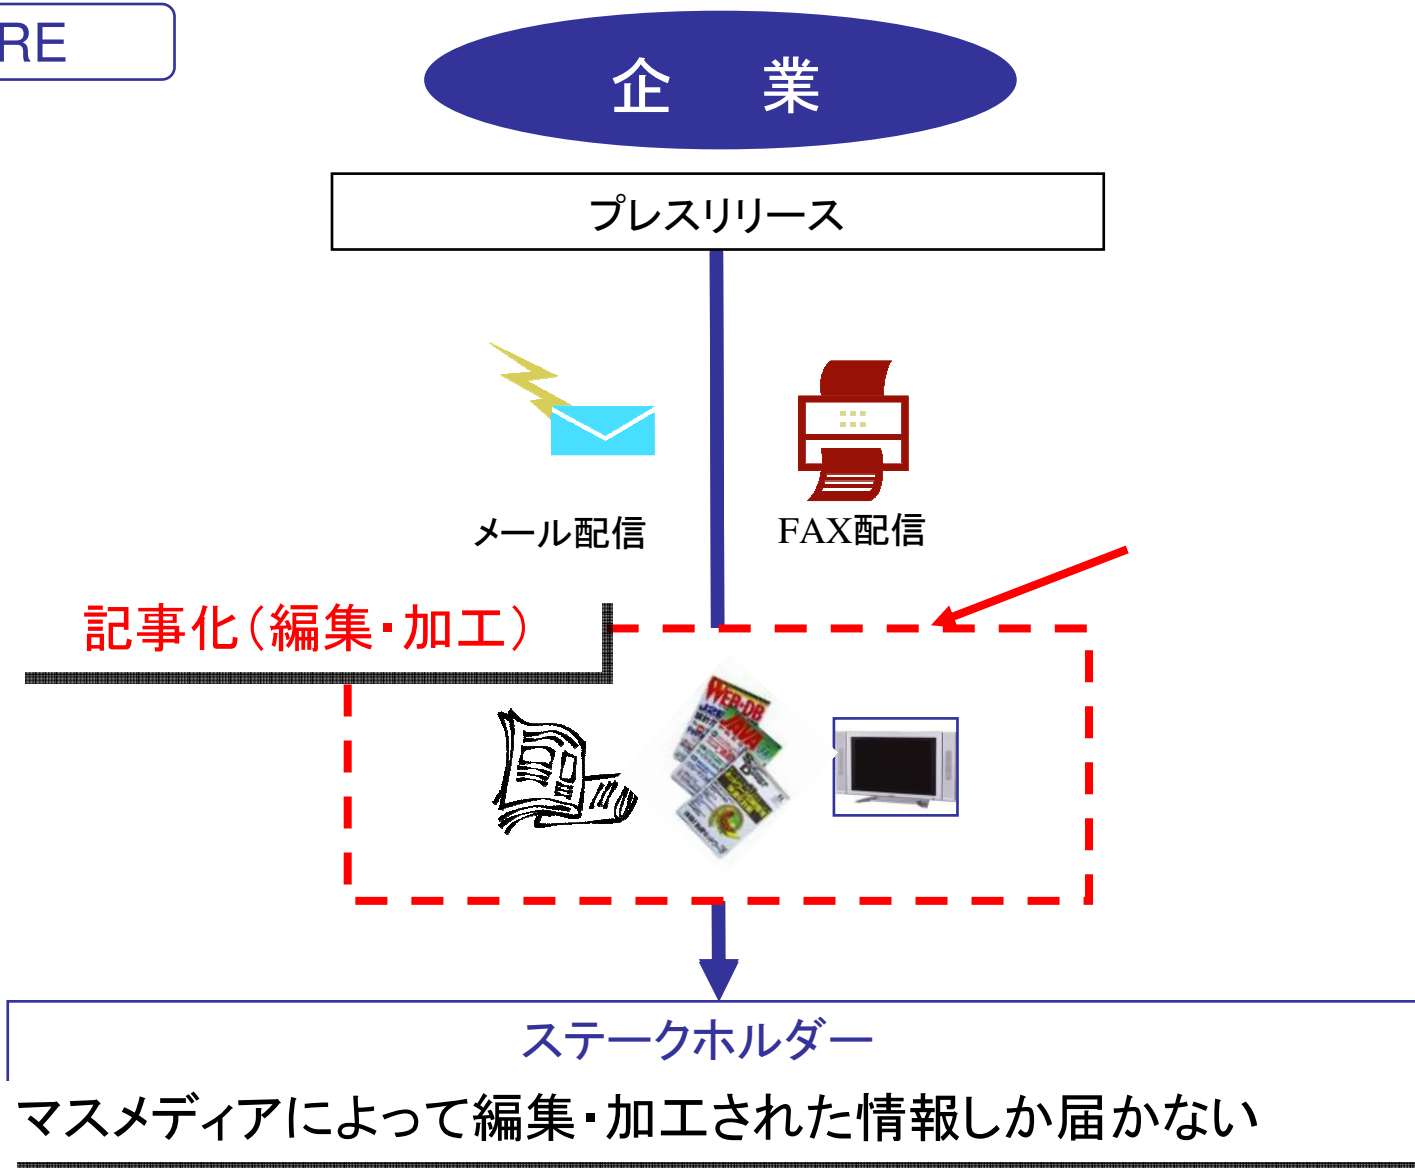 RE
企 業
プレスリリース
メール配信
FAX配信
記事化(編集・加工)
WEB+DB
JAVA
ステークホルダー
マスメディアによって編集・加工された情報しか届かない